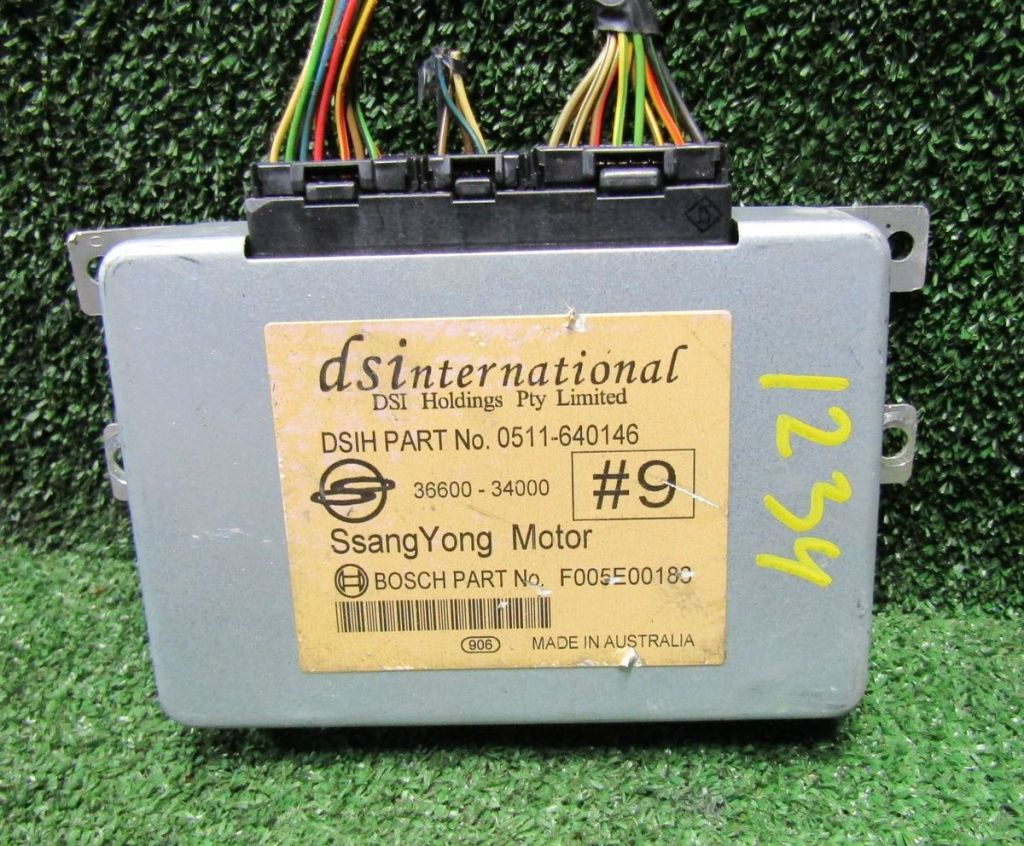 dsinternational
DSI Holdings Pty Limited
DSIH PART No. 0511-640146
36600 - 34000 #9
SsangYong Motor
BOSCH PART No.
906 MADE IN AUSTRALIA
1234